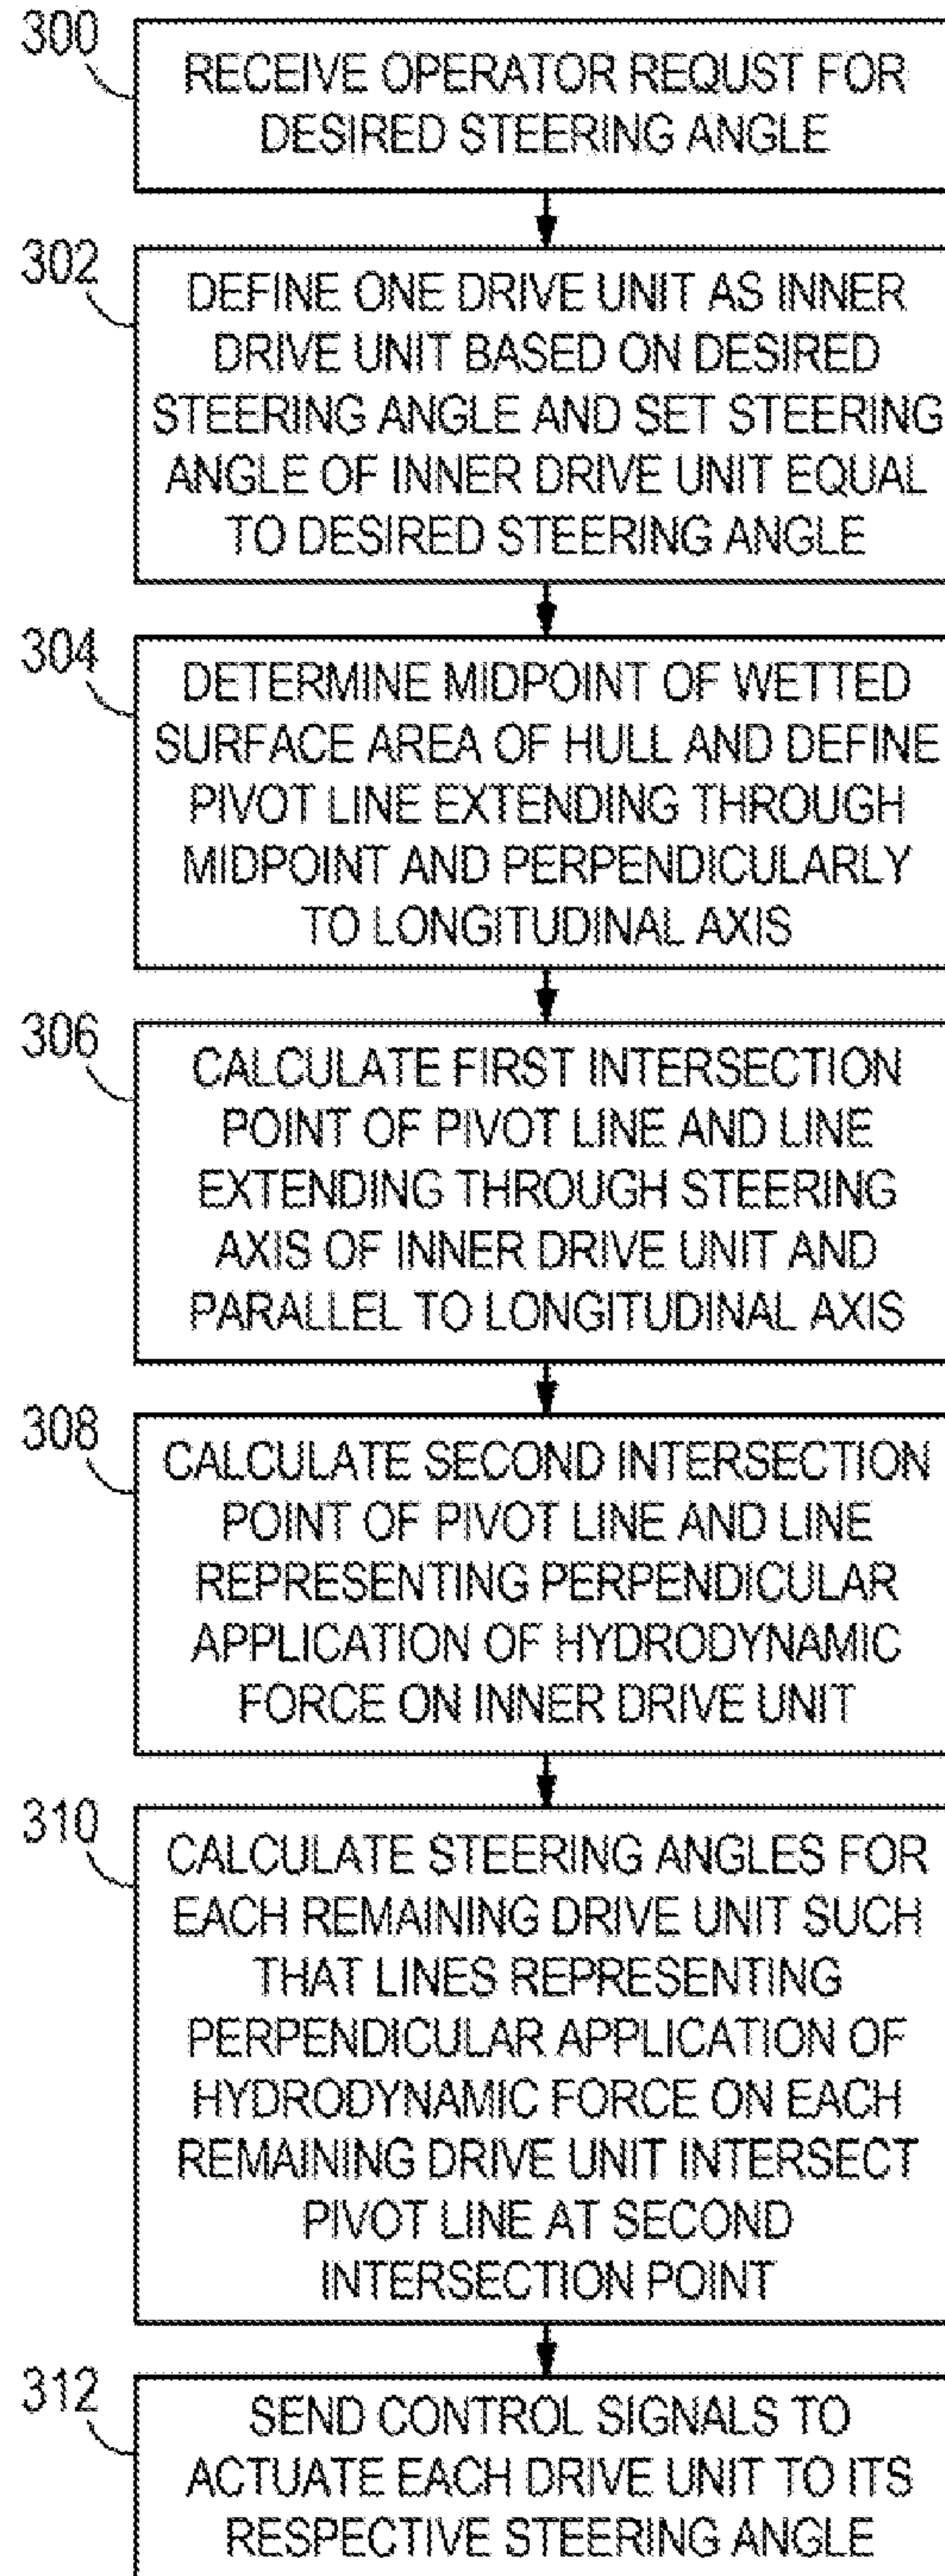 300
RECEIVE OPERATOR REQUST FOR
DESIRED STEERING ANGLE
302
DEFINE ONE DRIVE UNIT AS INNER
DRIVE UNIT BASED ON DESIRED
STEERING ANGLE AND SET STEERING
ANGLE OF INNER DRIVE UNIT EQUAL
TO DESIRED STEERING ANGLE
304
DETERMINE MIDPOINT OF WETTED
SURFACE AREA OF HULL AND DEFINE
PIVOT LINE EXTENDING THROUGH
MIDPOINT AND PERPENDICULARLY
TO LONGITUDINAL AXIS
306
CALCULATE FIRST INTERSECTION
POINT OF PIVOT LINE AND LINE
EXTENDING THROUGH STEERING
AXIS OF INNER DRIVE UNIT AND
PARALLEL TO LONGITUDINAL AXIS
308
CALCULATE SECOND INTERSECTION
POINT OF PIVOT LINE AND LINE
REPRESENTING PERPENDICULAR
APPLICATION OF HYDRODYNAMIC
FORCE ON INNER DRIVE UNIT
310
CALCULATE STEERING ANGLES FOR
EACH REMAINING DRIVE UNIT SUCH
THAT LINES REPRESENTING
PERPENDICULAR APPLICATION OF
HYDRODYNAMIC FORCE ON EACH
REMAINING DRIVE UNIT INTERSECT
PIVOT LINE AT SECOND
INTERSECTION POINT
312
SEND CONTROL SIGNALS TO
ACTUATE EACH DRIVE UNIT TO ITS
RESPECTIVE STEERING ANGLE